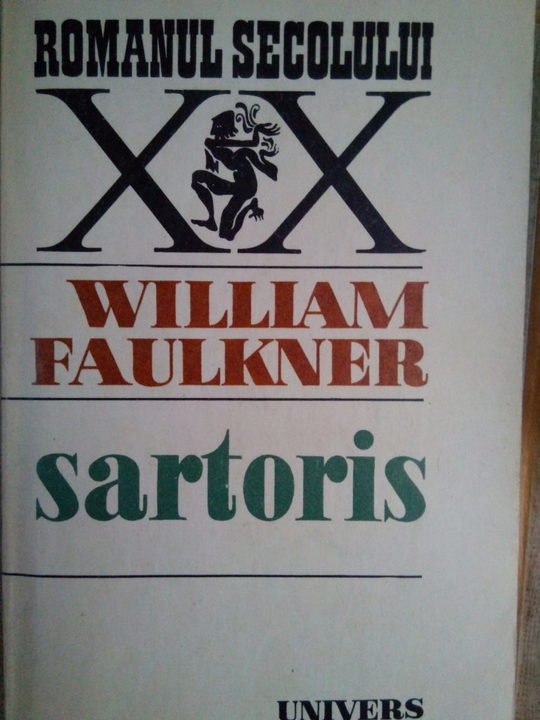 ROMANUL SECOLULUI
XX
WILLIAM
FAULKNER
sartoris
UNIVERS